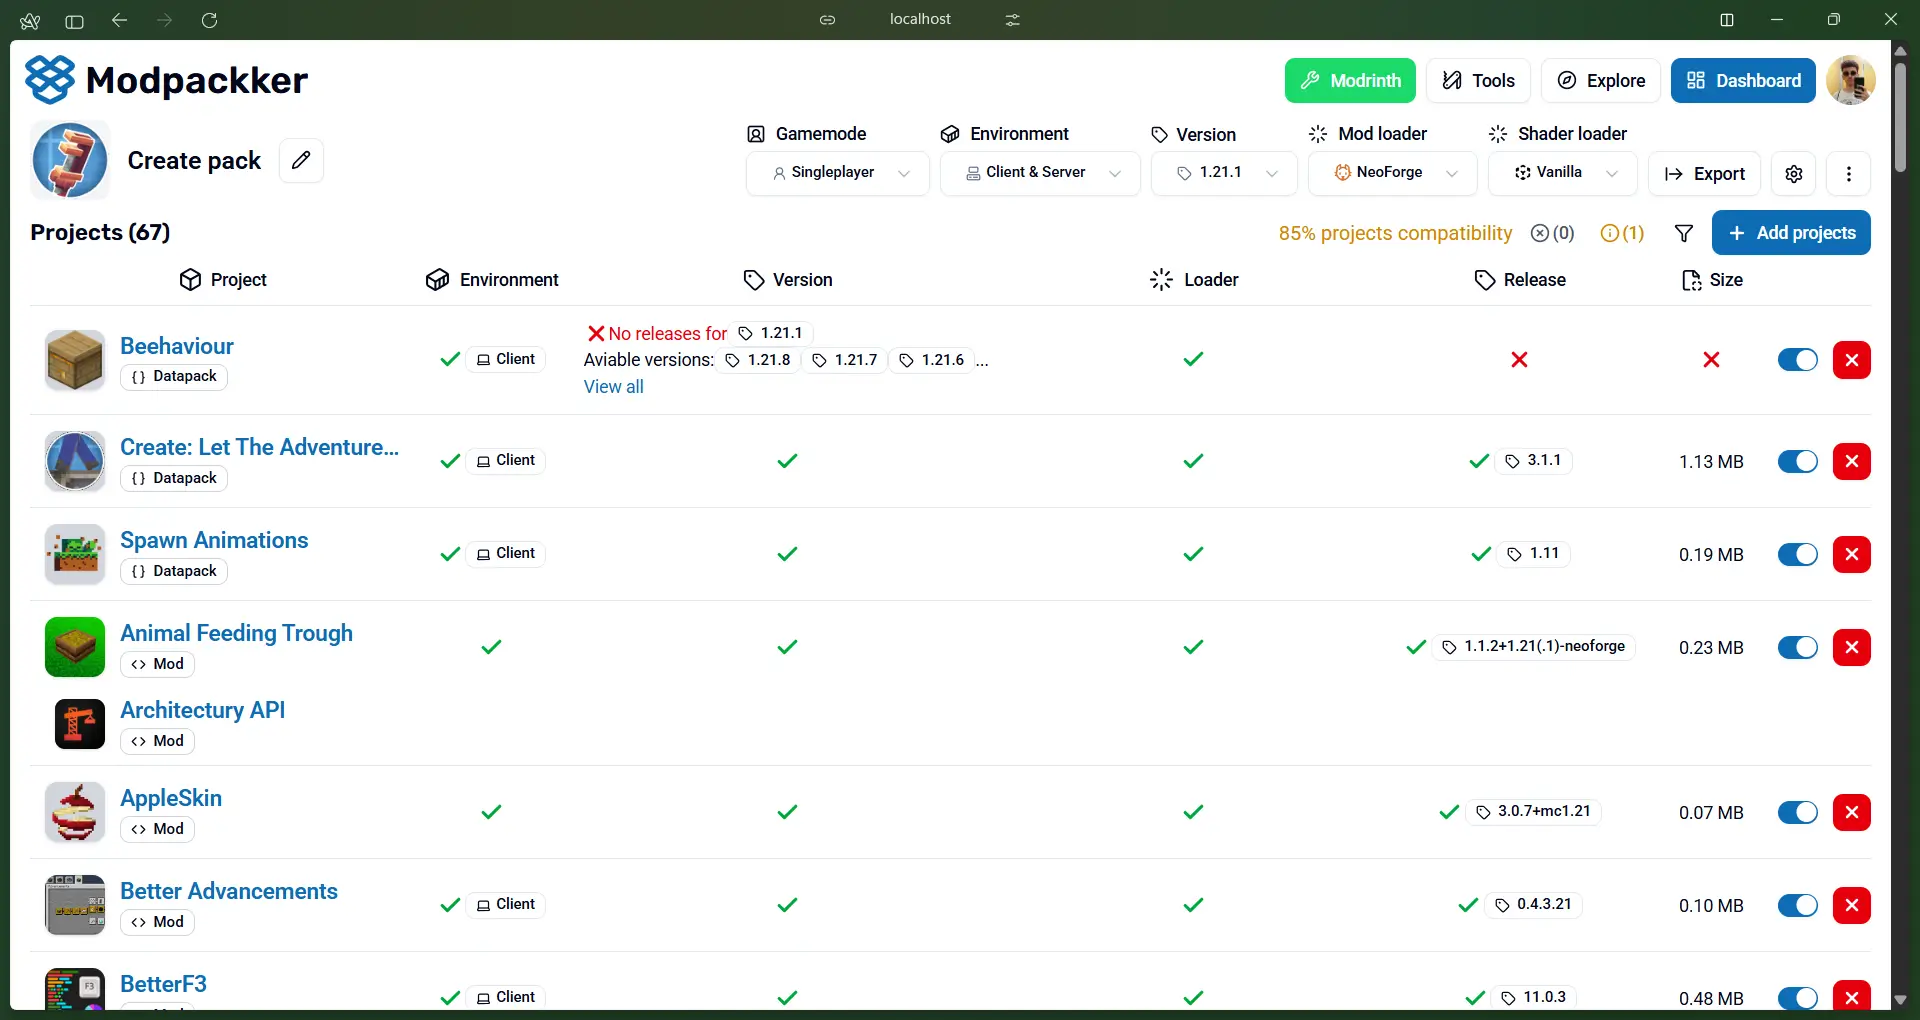 localhost
Modpackker
Modrinth
Tools
Explore
Dashboard
Create pack
Gamemode
Environment
Version
Mod loader
Shader loader
Singleplayer
Client & Server
1.21.1
NeoForge
Vanilla
Export
Projects (67)
85% projects compatibility
(0)
(1)
Add projects
Project
Environment
Version
Loader
Release
Size
Beehaviour
Datapack
Client
No releases for 1.21.1
Aviable versions: 1.21.8 1.21.7 1.21.6 ...
View all
Create: Let The Adventure...
Datapack
Client
3.1.1
1.13 MB
Spawn Animations
Datapack
Client
1.11
0.19 MB
Animal Feeding Trough
Mod
1.1.2+1.21(.1)-neoforge
0.23 MB
Architectury API
Mod
AppleSkin
Mod
3.0.7+mc1.21
0.07 MB
Better Advancements
Mod
Client
0.4.3.21
0.10 MB
F3
BetterF3
Client
11.0.3
0.48 MB